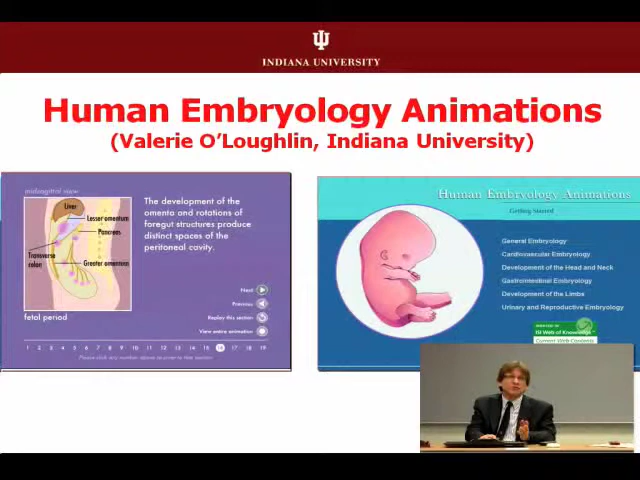 INDIANA UNIVERSITY
Human Embryology Animations
(Valerie O'Loughlin, Indiana University)
midsagittal view
Liver
Lesser omentum
Pancreas
Transverse
colon
Greater omentum
fetal period
The development of the
omenta and rotations of
foregut structures produce
distinct spaces of the
peritoneal cavity.
Next
Previous
Replay this section
View entire animation
1 2 3 4 5 6 7 8 9 10 11 12 13 14 15 16 17 18 19
Please click any number above to jump to that section
Human Embryology Animations
Getting Started
General Embryology
Cardiovascular Embryology
Development of the Head and Neck
Gastrointestinal Embryology
Development of the Limbs
Urinary and Reproductive Embryology
ISI Web of Knowledge
Current Web Contents